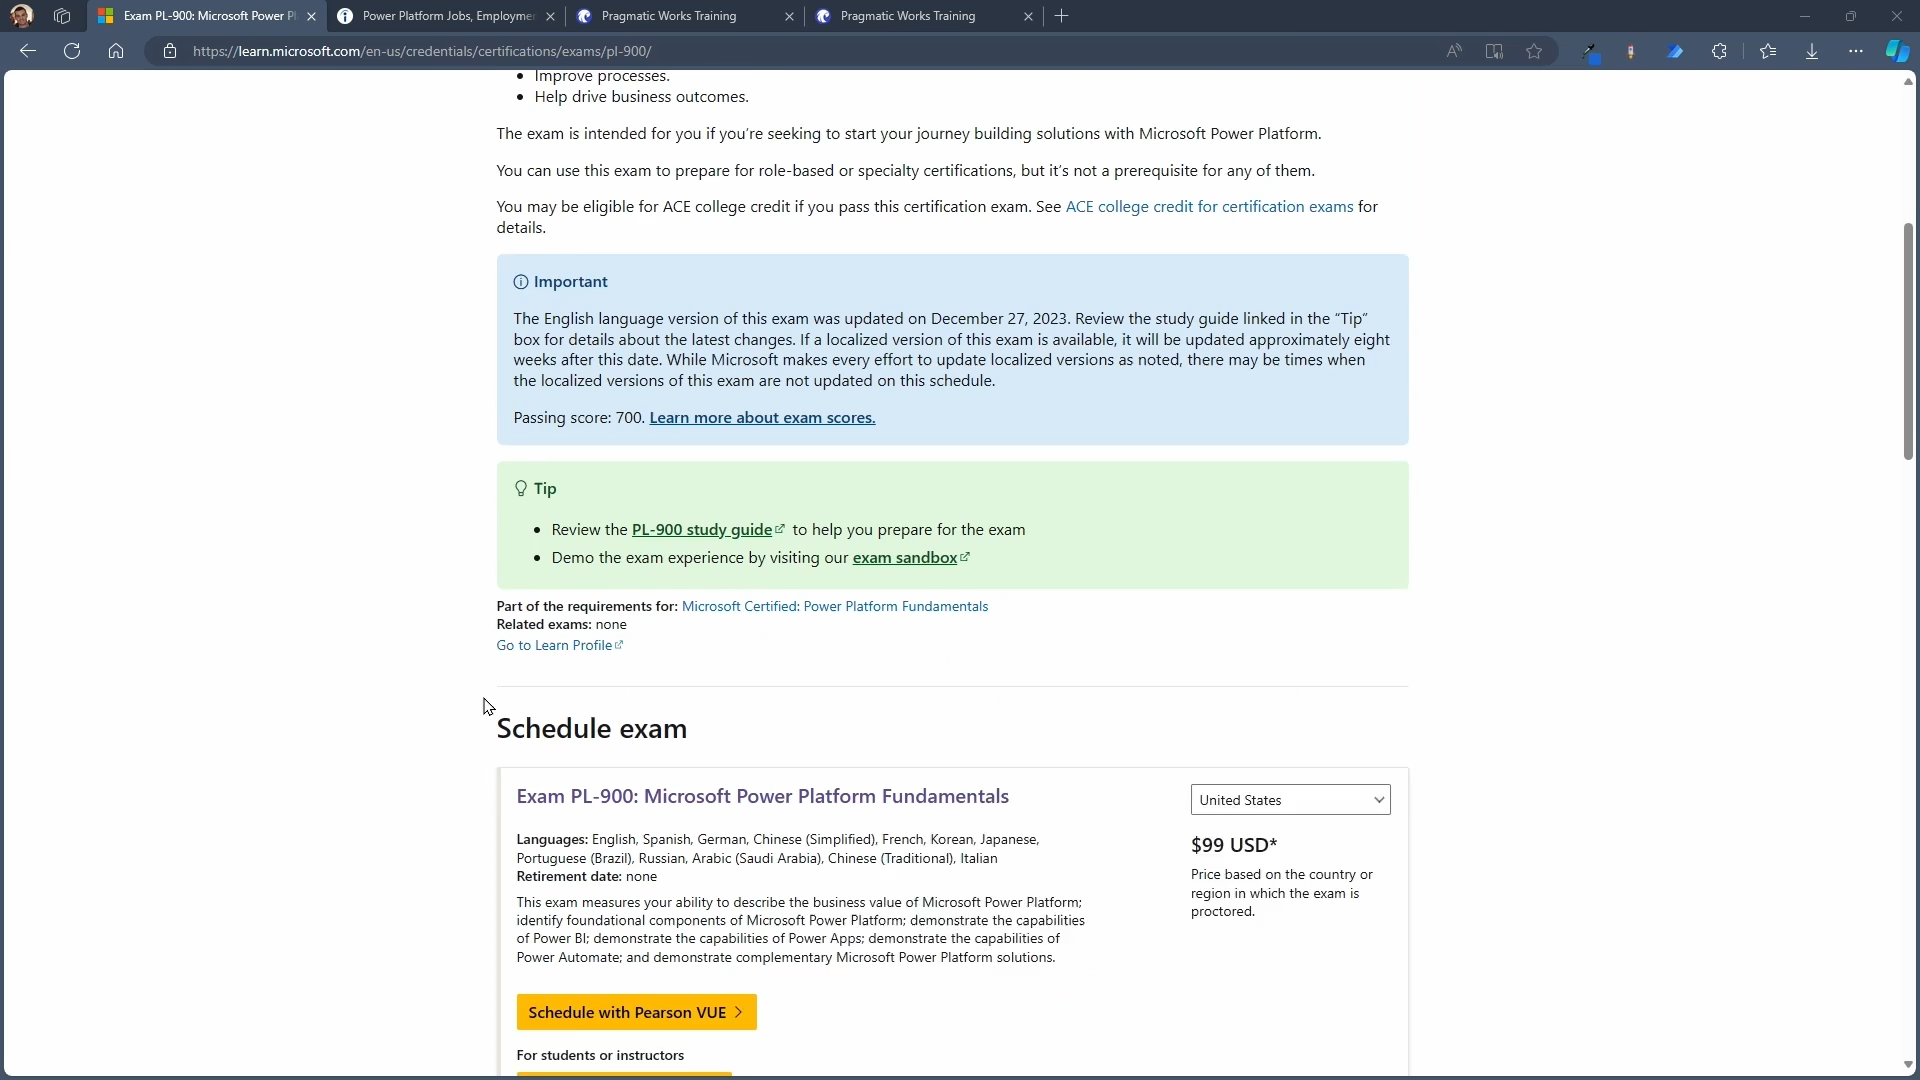 Exam PL-900: Microsoft Power Pl
Power Platform Jobs, Employmen
Pragmatic Works Training
Pragmatic Works Training
https://learn.microsoft.com/en-us/credentials/certifications/exams/pl-900/
• Improve processes.
• Help drive business outcomes.
The exam is intended for you if you're seeking to start your journey building solutions with Microsoft Power Platform.
You can use this exam to prepare for role-based or specialty certifications, but it's not a prerequisite for any of them.
You may be eligible for ACE college credit if you pass this certification exam. See ACE college credit for certification exams for
details.
Important
The English language version of this exam was updated on December 27, 2023. Review the study guide linked in the “Tip”
box for details about the latest changes. If a localized version of this exam is available, it will be updated approximately eight
weeks after this date. While Microsoft makes every effort to update localized versions as noted, there may be times when
the localized versions of this exam are not updated on this schedule.
Passing score: 700. Learn more about exam scores.
Tip
• Review the PL-900 study guide to help you prepare for the exam
• Demo the exam experience by visiting our exam sandbox
Part of the requirements for: Microsoft Certified: Power Platform Fundamentals
Related exams: none
Go to Learn Profile
Schedule exam
Exam PL-900: Microsoft Power Platform Fundamentals
United States
Languages: English, Spanish, German, Chinese (Simplified), French, Korean, Japanese,
Portuguese (Brazil), Russian, Arabic (Saudi Arabia), Chinese (Traditional), Italian
Retirement date: none
$99 USD*
Price based on the country or
region in which the exam is
proctored.
This exam measures your ability to describe the business value of Microsoft Power Platform;
identify foundational components of Microsoft Power Platform; demonstrate the capabilities
of Power BI; demonstrate the capabilities of Power Apps; demonstrate the capabilities of
Power Automate; and demonstrate complementary Microsoft Power Platform solutions.
Schedule with Pearson VUE >
For students or instructors